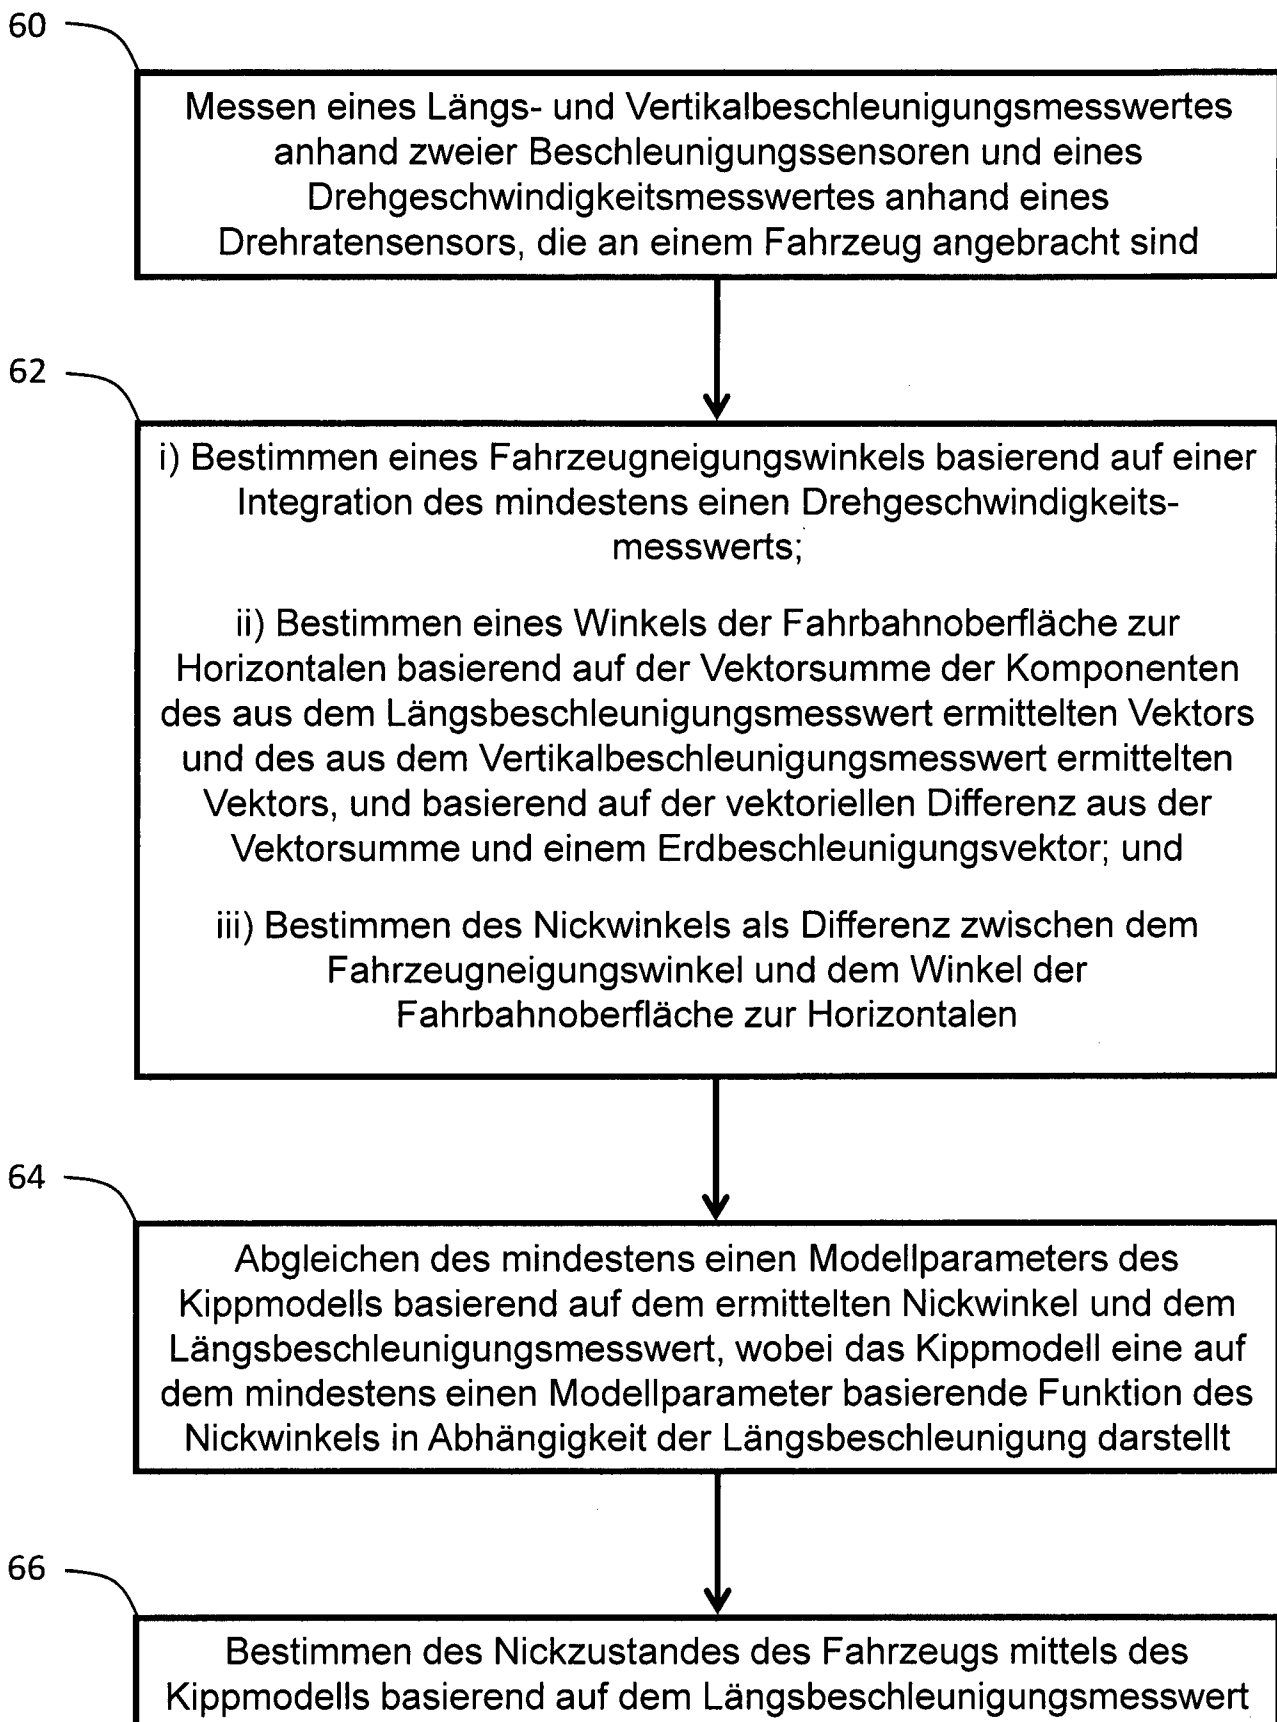 60
Messen eines Längs- und Vertikalbeschleunigungsmesswertes
anhand zweier Beschleunigungssensoren und eines
Drehgeschwindigkeitsmesswertes anhand eines
Drehratensensors, die an einem Fahrzeug angebracht sind
62
i) Bestimmen eines Fahrzeugneigungswinkels basierend auf einer
Integration des mindestens einen Drehgeschwindigkeits-
messwerts;
ii) Bestimmen eines Winkels der Fahrbahnoberfläche zur
Horizontalen basierend auf der Vektorsumme der Komponenten
des aus dem Längsbeschleunigungsmesswert ermittelten Vektors
und des aus dem Vertikalbeschleunigungsmesswert ermittelten
Vektors, und basierend auf der vektoriellen Differenz aus der
Vektorsumme und einem Erdbeschleunigungsvektor; und
iii) Bestimmen des Nickwinkels als Differenz zwischen dem
Fahrzeugneigungswinkel und dem Winkel der
Fahrbahnoberfläche zur Horizontalen
64
Abgleichen des mindestens einen Modellparameters des
Kippmodells basierend auf dem ermittelten Nickwinkel und dem
Längsbeschleunigungsmesswert, wobei das Kippmodell eine auf
dem mindestens einen Modellparameter basierende Funktion des
Nickwinkels in Abhängigkeit der Längsbeschleunigung darstellt
66
Bestimmen des Nickzustandes des Fahrzeugs mittels des
Kippmodells basierend auf dem Längsbeschleunigungsmesswert